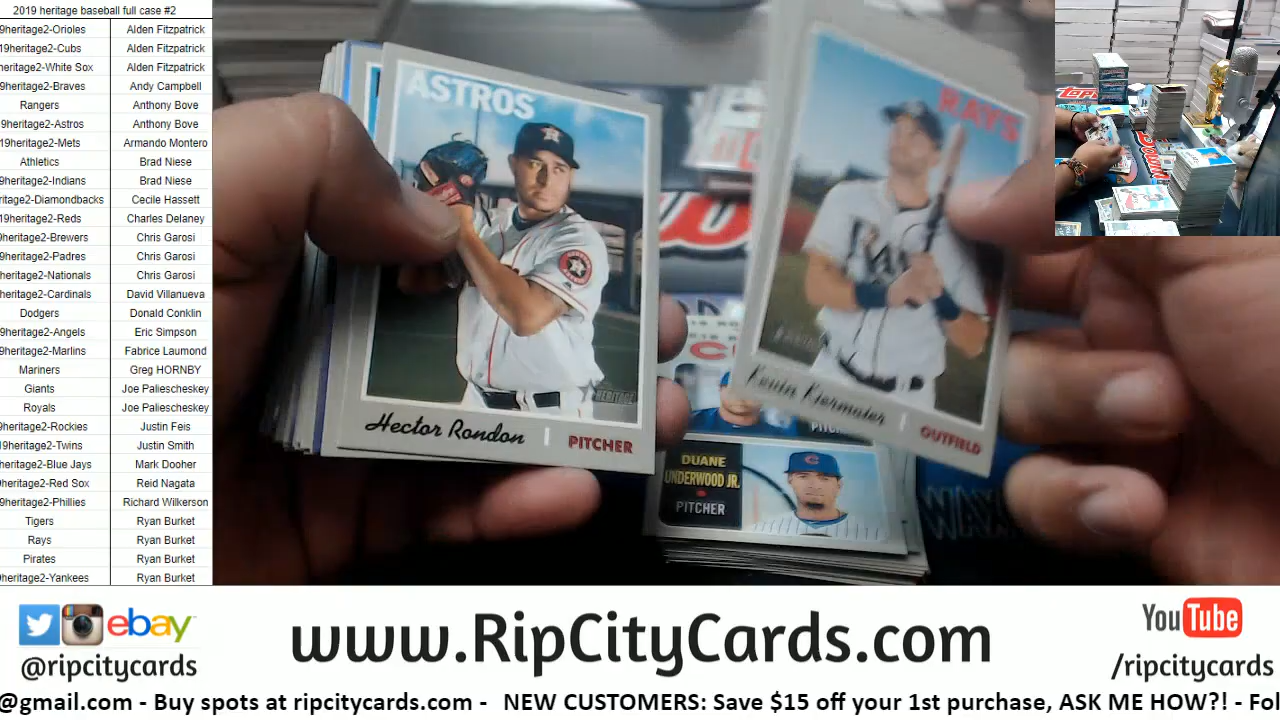 2019 heritage baseball full case #2
9heritage2-Orioles Alden Fitzpatrick
19heritage2-Cubs Alden Fitzpatrick
heritage2-White Sox Alden Fitzpatrick
9heritage2-Braves Andy Campbell
Rangers Anthony Bove
9heritage2-Astros Anthony Bove
19heritage2-Mets Armando Montero
Athletics Brad Niese
9heritage2-Indians Brad Niese
heritage2-Diamondbacks Cecile Hassett
19heritage2-Reds Charles Delaney
9heritage2-Brewers Chris Garosi
9heritage2-Padres Chris Garosi
heritage2-Nationals Chris Garosi
heritage2-Cardinals David Villanueva
Dodgers Donald Conklin
9heritage2-Angels Eric Simpson
9heritage2-Marlins Fabrice Laumond
Mariners Greg HORNBY
Giants Joe Paliescheskey
Royals Joe Paliescheskey
9heritage2-Rockies Justin Feis
19heritage2-Twins Justin Smith
heritage2-Blue Jays Mark Dooher
heritage2-Red Sox Reid Nagata
9heritage2-Phillies Richard Wilkerson
Tigers Ryan Burket
Rays Ryan Burket
Pirates Ryan Burket
9heritage2-Yankees Ryan Burket
ASTROS
Hector Rondon PITCHER
HERITAGE
RAYS
Kevin Kiermaier OUTFIELD
DUANE
UNDERWOOD JR.
PITCHER
TOPPS
ebay
@ripcitycards
www.RipCityCards.com
YouTube
/ripcitycards
@gmail.com - Buy spots at ripcitycards.com - NEW CUSTOMERS: Save $15 off your 1st purchase, ASK ME HOW?! - Fol